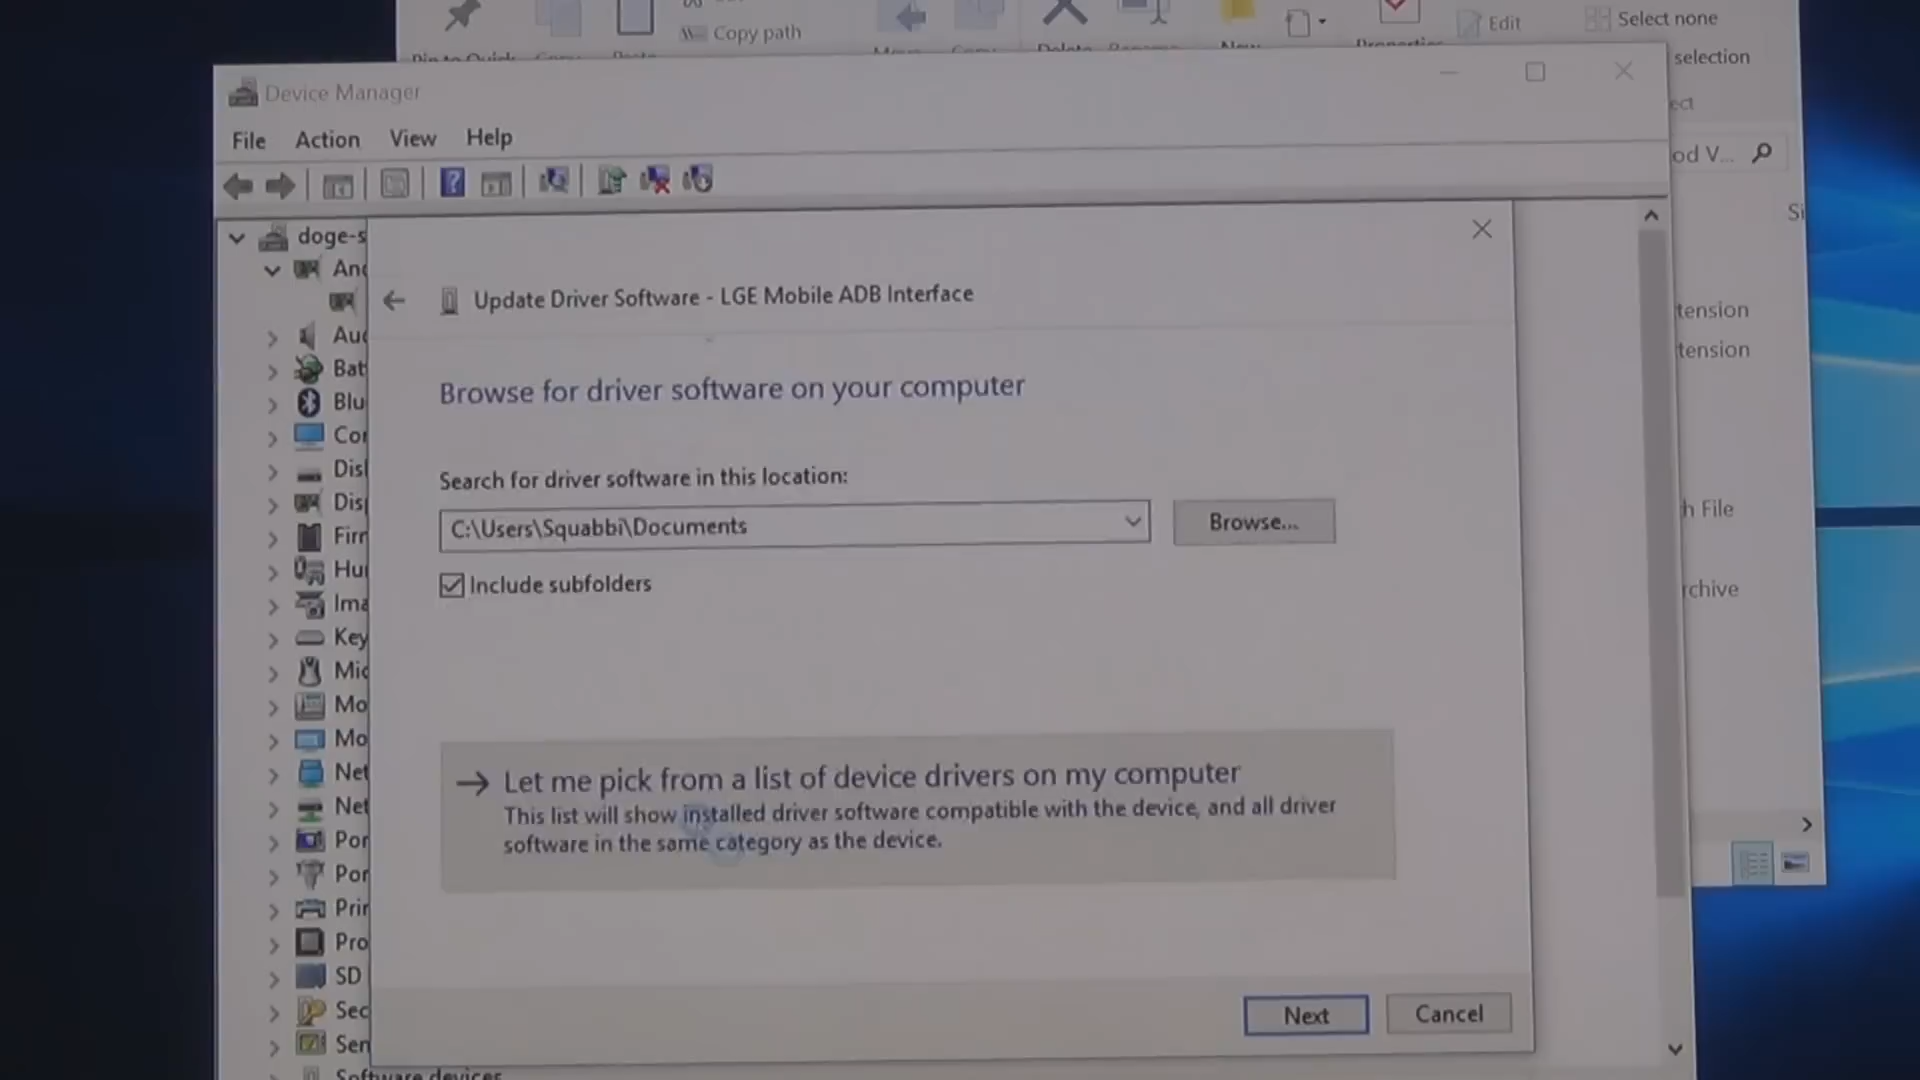 Copy path
Edit
Select none
selection
Device Manager
File Action View Help
od V...
doge-s
Update Driver Software - LGE Mobile ADB Interface
Browse for driver software on your computer
Search for driver software in this location:
C:\Users\Squabbi\Documents
Browse...
Include subfolders
Let me pick from a list of device drivers on my computer
This list will show installed driver software compatible with the device, and all driver
software in the same category as the device.
Next
Cancel
And
Aud
Bat
Blu
Cor
Disl
Disp
Firr
Hu
Ima
Key
Mic
Mo
Mo
Net
Net
Por
Por
Prir
Pro
SD
Sec
Sen
Software devices
tension
tension
h File
rchive